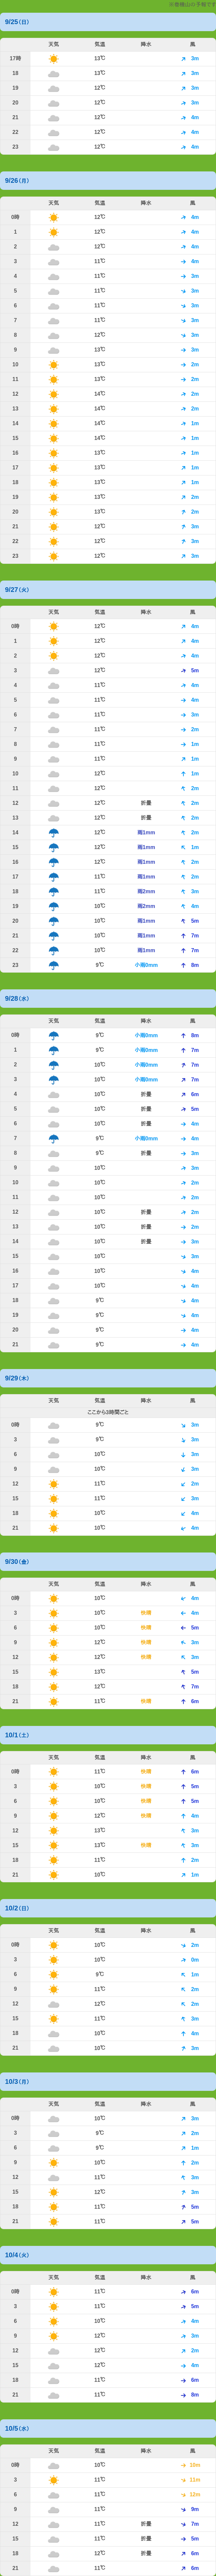 9/25(日)
天気 気温 降水 風
17時 13℃ 3m
18 13℃ 3m
19 12℃ 3m
20 12℃ 3m
21 12℃ 4m
22 12℃ 4m
23 12℃ 4m
9/26(月)
天気 気温 降水 風
0時 12℃ 4m
1 12℃ 4m
2 12℃ 4m
3 11℃ 4m
4 11℃ 3m
5 11℃ 3m
6 11℃ 3m
7 11℃ 3m
8 12℃ 3m
9 13℃ 3m
10 13℃ 2m
11 13℃ 2m
12 14℃ 2m
13 14℃ 2m
14 14℃ 1m
15 14℃ 1m
16 13℃ 1m
17 13℃ 1m
18 13℃ 1m
19 13℃ 2m
20 13℃ 2m
21 12℃ 3m
22 12℃ 3m
23 12℃ 3m
9/27(火)
天気 気温 降水 風
0時 12℃ 4m
1 12℃ 4m
2 12℃ 4m
3 12℃ 5m
4 11℃ 4m
5 11℃ 4m
6 11℃ 3m
7 11℃ 2m
8 11℃ 1m
9 11℃ 1m
10 12℃ 1m
11 12℃ 2m
12 12℃ 折畳 2m
13 12℃ 折畳 2m
14 12℃ 雨1mm 2m
15 12℃ 雨1mm 1m
16 12℃ 雨1mm 2m
17 11℃ 雨1mm 2m
18 11℃ 雨2mm 3m
19 10℃ 雨2mm 4m
20 10℃ 雨1mm 5m
21 10℃ 雨1mm 7m
22 10℃ 雨1mm 7m
23 9℃ 小雨0mm 8m
9/28(水)
天気 気温 降水 風
0時 9℃ 小雨0mm 8m
1 9℃ 小雨0mm 7m
2 10℃ 小雨0mm 7m
3 10℃ 小雨0mm 7m
4 10℃ 折畳 6m
5 10℃ 折畳 5m
6 10℃ 折畳 4m
7 9℃ 小雨0mm 4m
8 9℃ 折畳 3m
9 10℃ 3m
10 10℃ 2m
11 10℃ 2m
12 10℃ 折畳 2m
13 10℃ 折畳 2m
14 10℃ 折畳 3m
15 10℃ 3m
16 10℃ 4m
17 10℃ 4m
18 9℃ 4m
19 9℃ 4m
20 9℃ 4m
21 9℃ 4m
9/29(木)
天気 気温 降水 風
ここから3時間ごと
0時 9℃ 3m
3 9℃ 3m
6 10℃ 3m
9 10℃ 3m
12 11℃ 2m
15 11℃ 3m
18 10℃ 4m
21 10℃ 4m
9/30(金)
天気 気温 降水 風
0時 10℃ 4m
3 10℃ 快晴 4m
6 10℃ 快晴 5m
9 12℃ 快晴 3m
12 12℃ 快晴 3m
15 13℃ 5m
18 12℃ 7m
21 11℃ 快晴 6m
10/1(土)
天気 気温 降水 風
0時 11℃ 快晴 6m
3 10℃ 快晴 5m
6 10℃ 快晴 5m
9 12℃ 快晴 4m
12 13℃ 3m
15 13℃ 快晴 3m
18 11℃ 2m
21 10℃ 1m
10/2(日)
天気 気温 降水 風
0時 10℃ 2m
3 10℃ 0m
6 9℃ 1m
9 11℃ 2m
12 12℃ 2m
15 11℃ 3m
18 10℃ 4m
21 10℃ 3m
10/3(月)
天気 気温 降水 風
0時 10℃ 3m
3 9℃ 2m
6 9℃ 1m
9 10℃ 2m
12 11℃ 3m
15 12℃ 3m
18 11℃ 5m
21 11℃ 5m
10/4(火)
天気 気温 降水 風
0時 11℃ 6m
3 11℃ 5m
6 10℃ 4m
9 12℃ 3m
12 12℃ 2m
15 12℃ 4m
18 11℃ 6m
21 11℃ 8m
10/5(水)
天気 気温 降水 風
0時 10℃ 10m
3 11℃ 11m
6 11℃ 12m
9 11℃ 9m
12 11℃ 折畳 7m
15 11℃ 折畳 5m
18 12℃ 折畳 6m
21 11℃ 6m